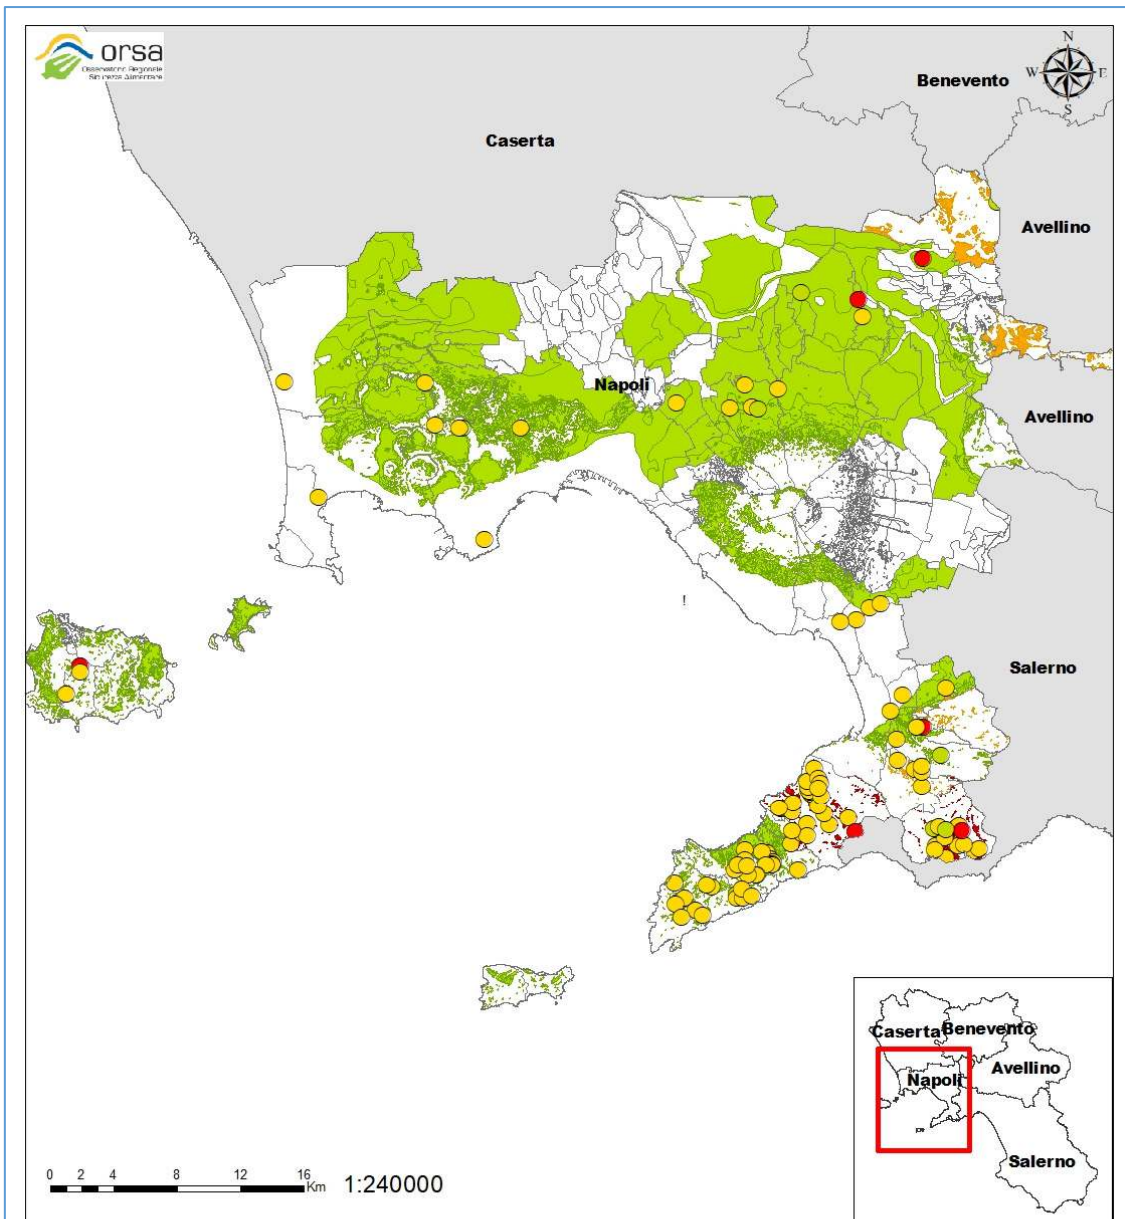 orsa
Osservatorio Regionale
Sicurezza Alimentare
N
W
E
S
Benevento
Caserta
Avellino
Napoli
Avellino
Salerno
Caserta
Benevento
Avellino
Napoli
Salerno
0 2 4 8 12 16
Km
1:240000